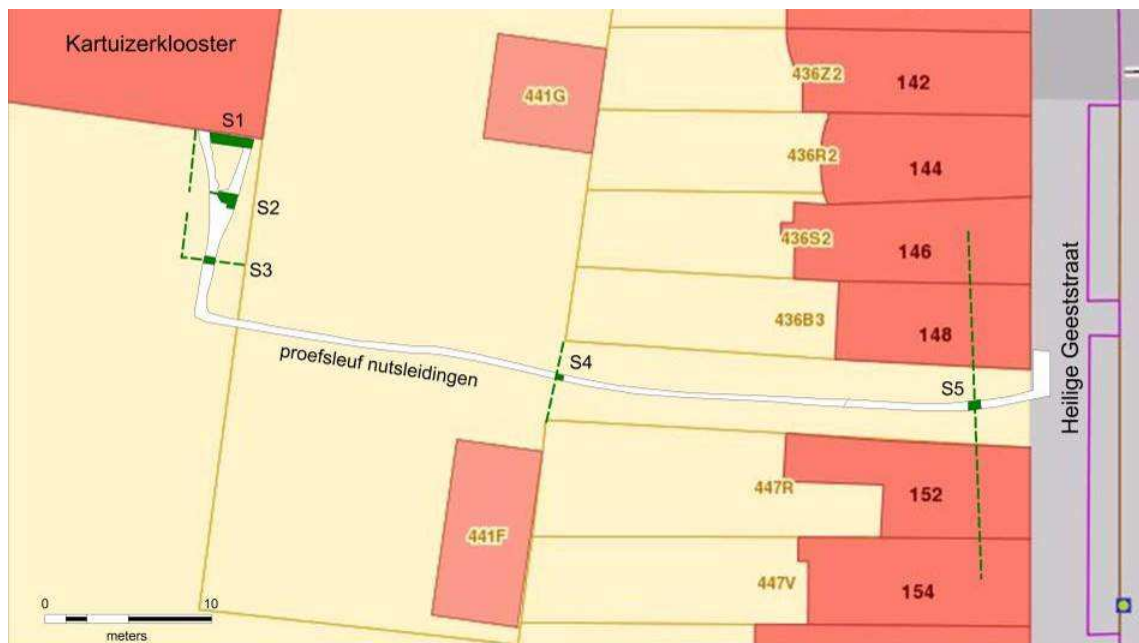 Kartuizerklooster
S1
S2
S3
441G
436Z2
142
436R2
144
436S2
146
436B3
148
proefsleuf nutsleidingen
S4
S5
Heilige Geeststraat
447R
152
441F
447V
154
0 10
meters